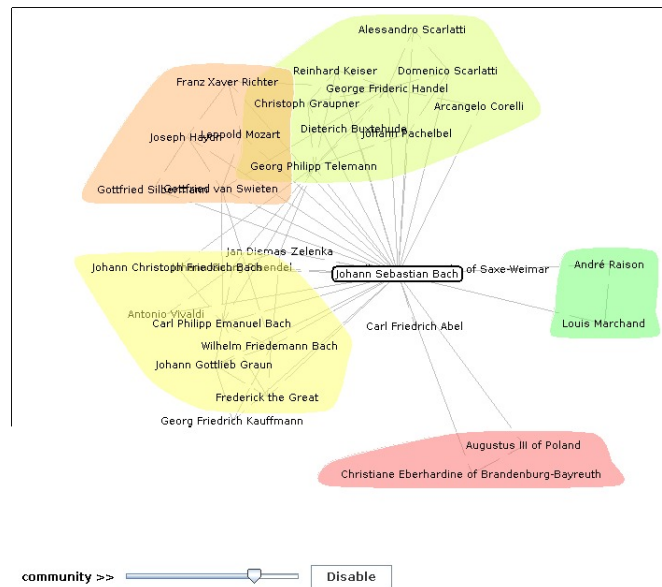 Alessandro Scarlatti
Reinhard Keiser
Domenico Scarlatti
Franz Xaver Richter
George Frideric Handel
Christoph Graupner
Arcangelo Corelli
Dieterich Buxtehude
Johann Pachelbel
Leopold Mozart
Joseph Haydn
Georg Philipp Telemann
Gottfried Silbermann
Gottfried van Swieten
Jan Dismas Zelenka
Johann Christoph Friedrich Bach
Johann Sebastian Bach
of Saxe-Weimar
André Raison
Antonio Vivaldi
Carl Philipp Emanuel Bach
Carl Friedrich Abel
Louis Marchand
Wilhelm Friedemann Bach
Johann Gottlieb Graun
Frederick the Great
Georg Friedrich Kauffmann
Augustus III of Poland
Christiane Eberhardine of Brandenburg-Bayreuth
community >>
Disable